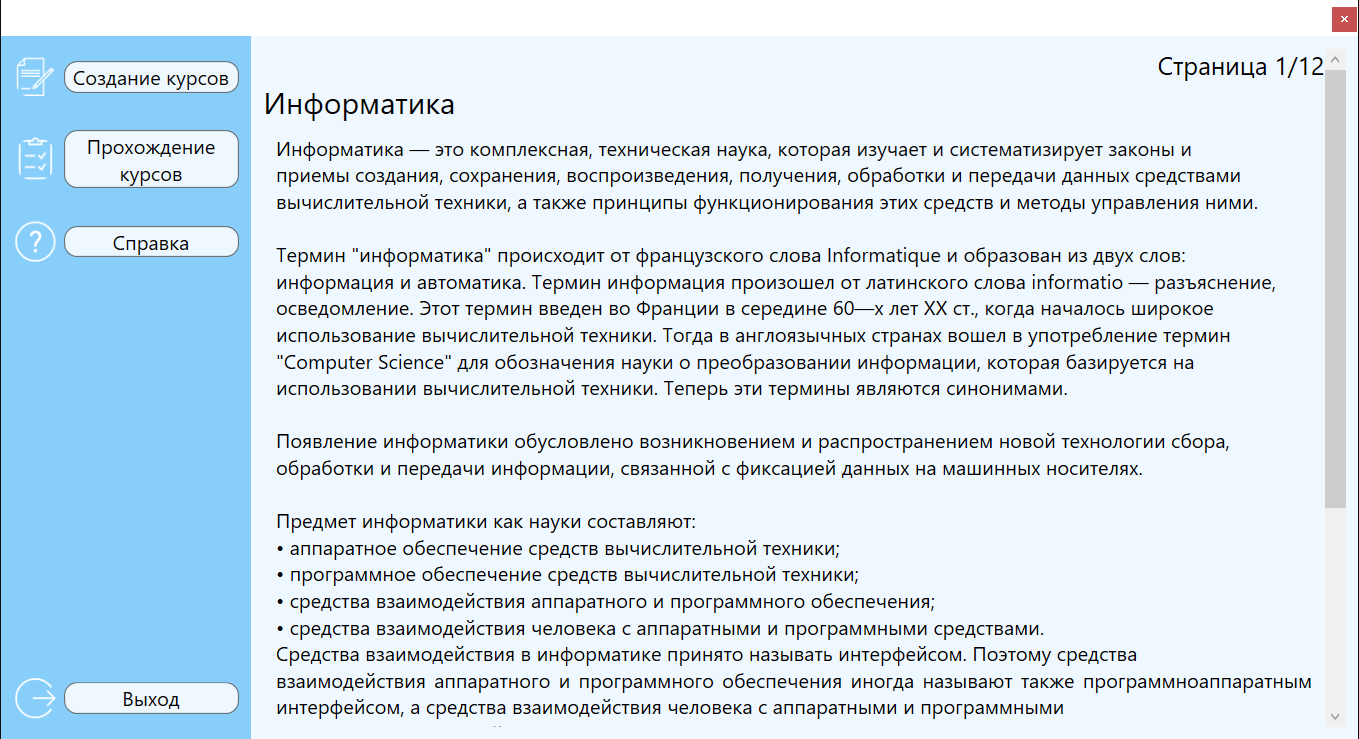 Создание курсов
Прохождение
курсов
Справка
Выход
Страница 1/12
Информатика
Информатика — это комплексная, техническая наука, которая изучает и систематизирует законы и
приемы создания, сохранения, воспроизведения, получения, обработки и передачи данных средствами
вычислительной техники, а также принципы функционирования этих средств и методы управления ними.
Термин "информатика" происходит от французского слова Informatique и образован из двух слов:
информация и автоматика. Термин информация произошел от латинского слова informatio — разъяснение,
осведомление. Этот термин введен во Франции в середине 60—х лет XX ст., когда началось широкое
использование вычислительной техники. Тогда в англоязычных странах вошел в употребление термин
"Computer Science" для обозначения науки о преобразовании информации, которая базируется на
использовании вычислительной техники. Теперь эти термины являются синонимами.
Появление информатики обусловлено возникновением и распространением новой технологии сбора,
обработки и передачи информации, связанной с фиксацией данных на машинных носителях.
Предмет информатики как науки составляют:
• аппаратное обеспечение средств вычислительной техники;
• программное обеспечение средств вычислительной техники;
• средства взаимодействия аппаратного и программного обеспечения;
• средства взаимодействия человека с аппаратными и программными средствами.
Средства взаимодействия в информатике принято называть интерфейсом. Поэтому средства
взаимодействия аппаратного и программного обеспечения иногда называют также программноаппаратным
интерфейсом, а средства взаимодействия человека с аппаратными и программными